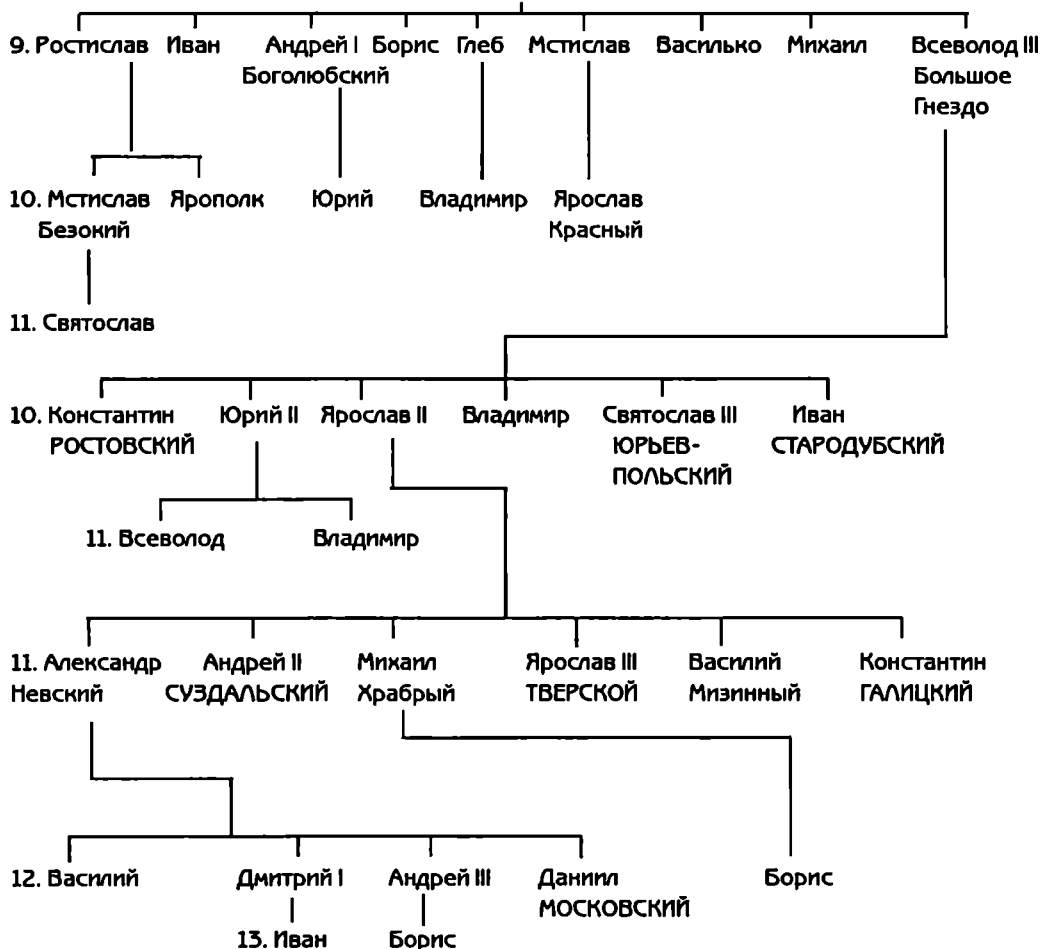 9. Ростислав Иван Андрей I Борис Глеб Мстислав Василько Михаил Всеволод III
Боголюбский Большое
Гнездо
10. Мстислав Ярополк Юрий Владимир Ярослав
Безокий Красный
11. Святослав
10. Константин Юрий II Ярослав II Владимир Святослав III Иван
РОСТОВСКИЙ ЮРЬЕВ- СТАРОДУБСКИЙ
ПОЛЬСКИЙ
11. Всеволод Владимир
11. Александр Андрей II Михаил Ярослав III Василий Константин
Невский СУЗДАЛЬСКИЙ Храбрый ТВЕРСКОЙ Мизинный ГАЛИЦКИЙ
12. Василий Дмитрий I Андрей III Даниил Борис
МОСКОВСКИЙ
13. Иван Борис